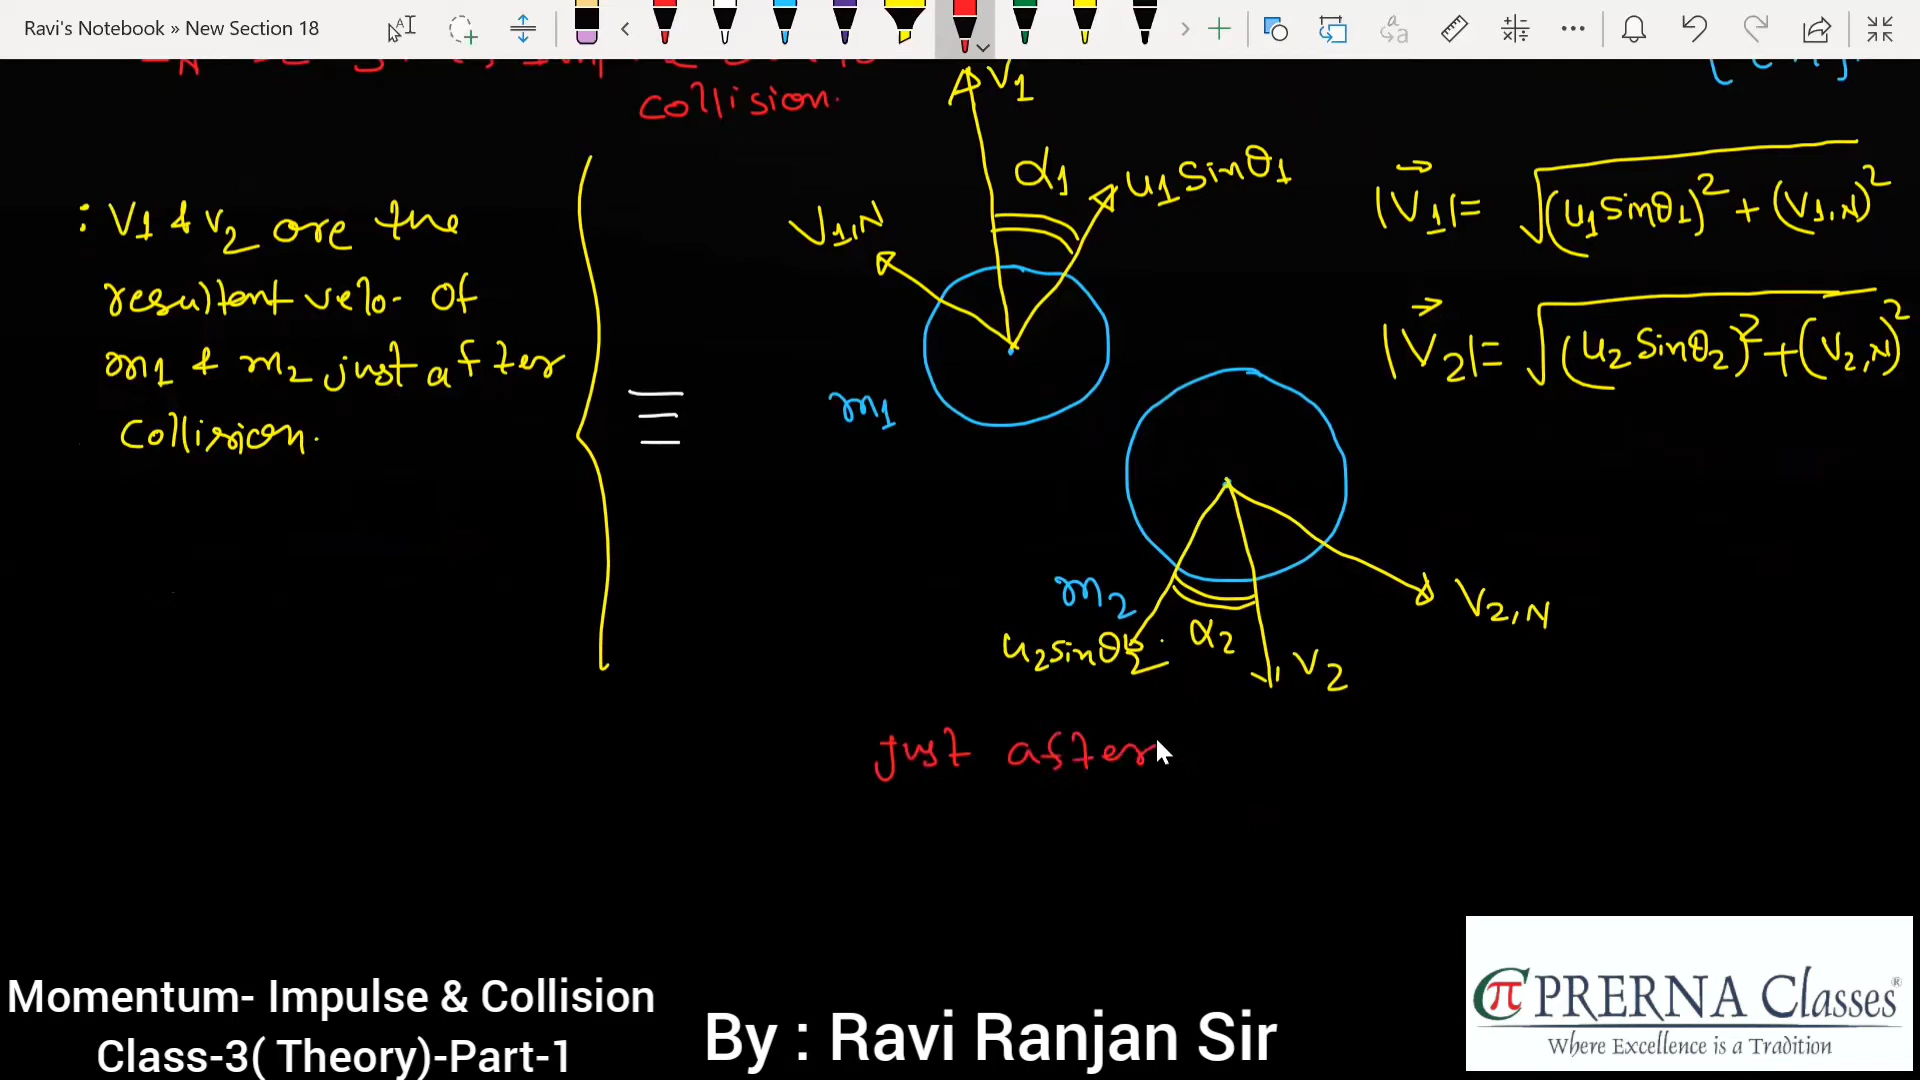 Ravi's Notebook » New Section 18
collision.
V1
α1
u1 sinθ1
V1,N
|V1|= √(u1 sinθ1)² + (V1,N)²
: V1 & v2 are the
resultant velo. of
m1 & m2 just after
collision.
|V2|= √(u2 sinθ2)² + (V2,N)²
≡
m1
m2
V2,N
u2 sinθ2
α2
V2
just after
Momentum- Impulse & Collision
Class-3( Theory)-Part-1
By : Ravi Ranjan Sir
π PRERNA Classes®
Where Excellence is a Tradition